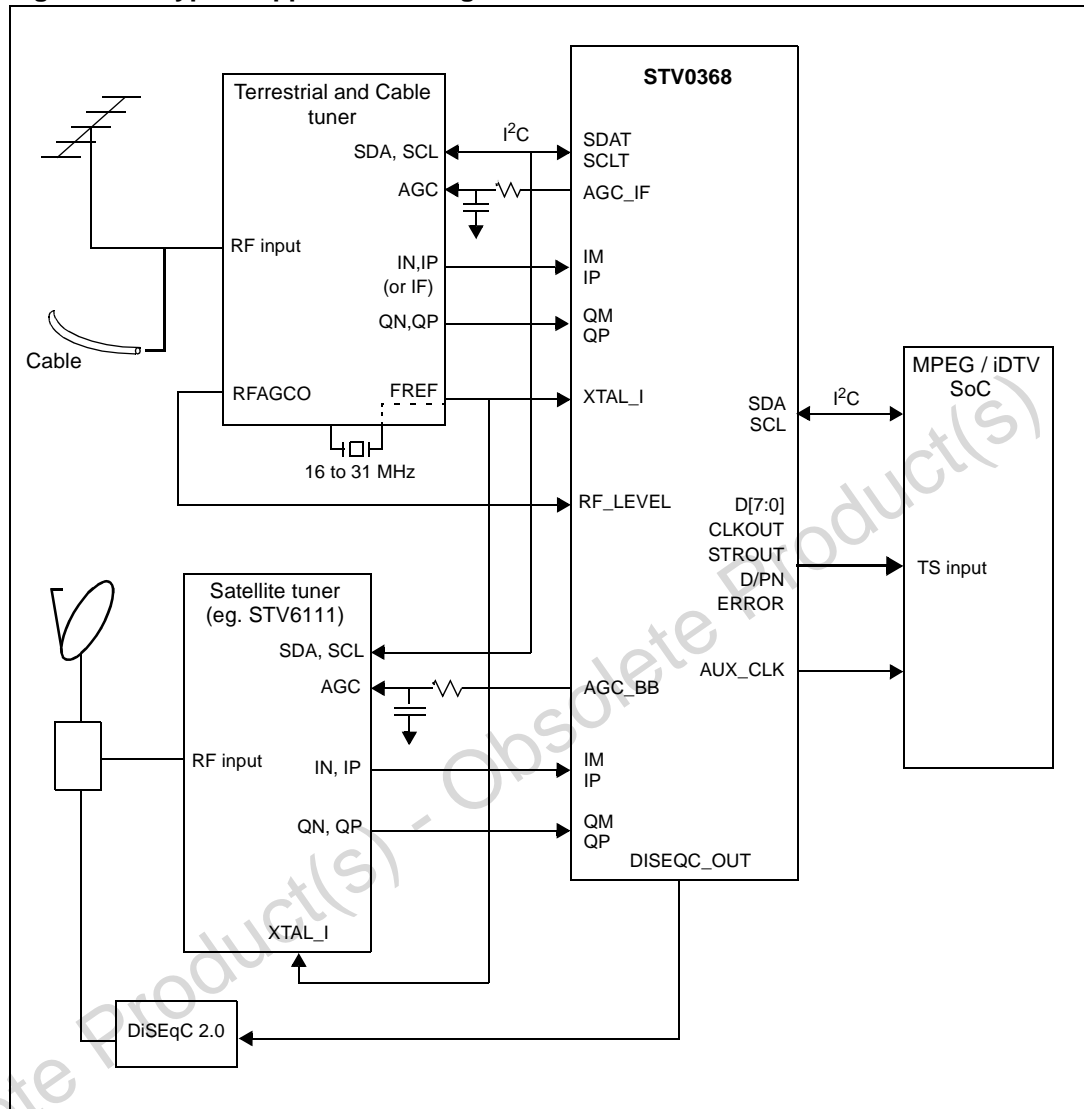 STV0368
Terrestrial and Cable
tuner
SDA, SCL
I²C
SDAT
SCLT
AGC
AGC_IF
RF input
IN,IP
(or IF)
IM
IP
QN,QP
QM
QP
Cable
RFAGCO
FREF
XTAL_I
16 to 31 MHz
RF_LEVEL
MPEG / iDTV
SoC
SDA
SCL
I²C
D[7:0]
CLKOUT
STROUT
D/PN
ERROR
TS input
AUX_CLK
Satellite tuner
(eg. STV6111)
SDA, SCL
AGC
AGC_BB
RF input
IN, IP
IM
IP
QN, QP
QM
QP
DISEQC_OUT
XTAL_I
DiSEqC 2.0
ete Product(s) - Obsolete Product(s)